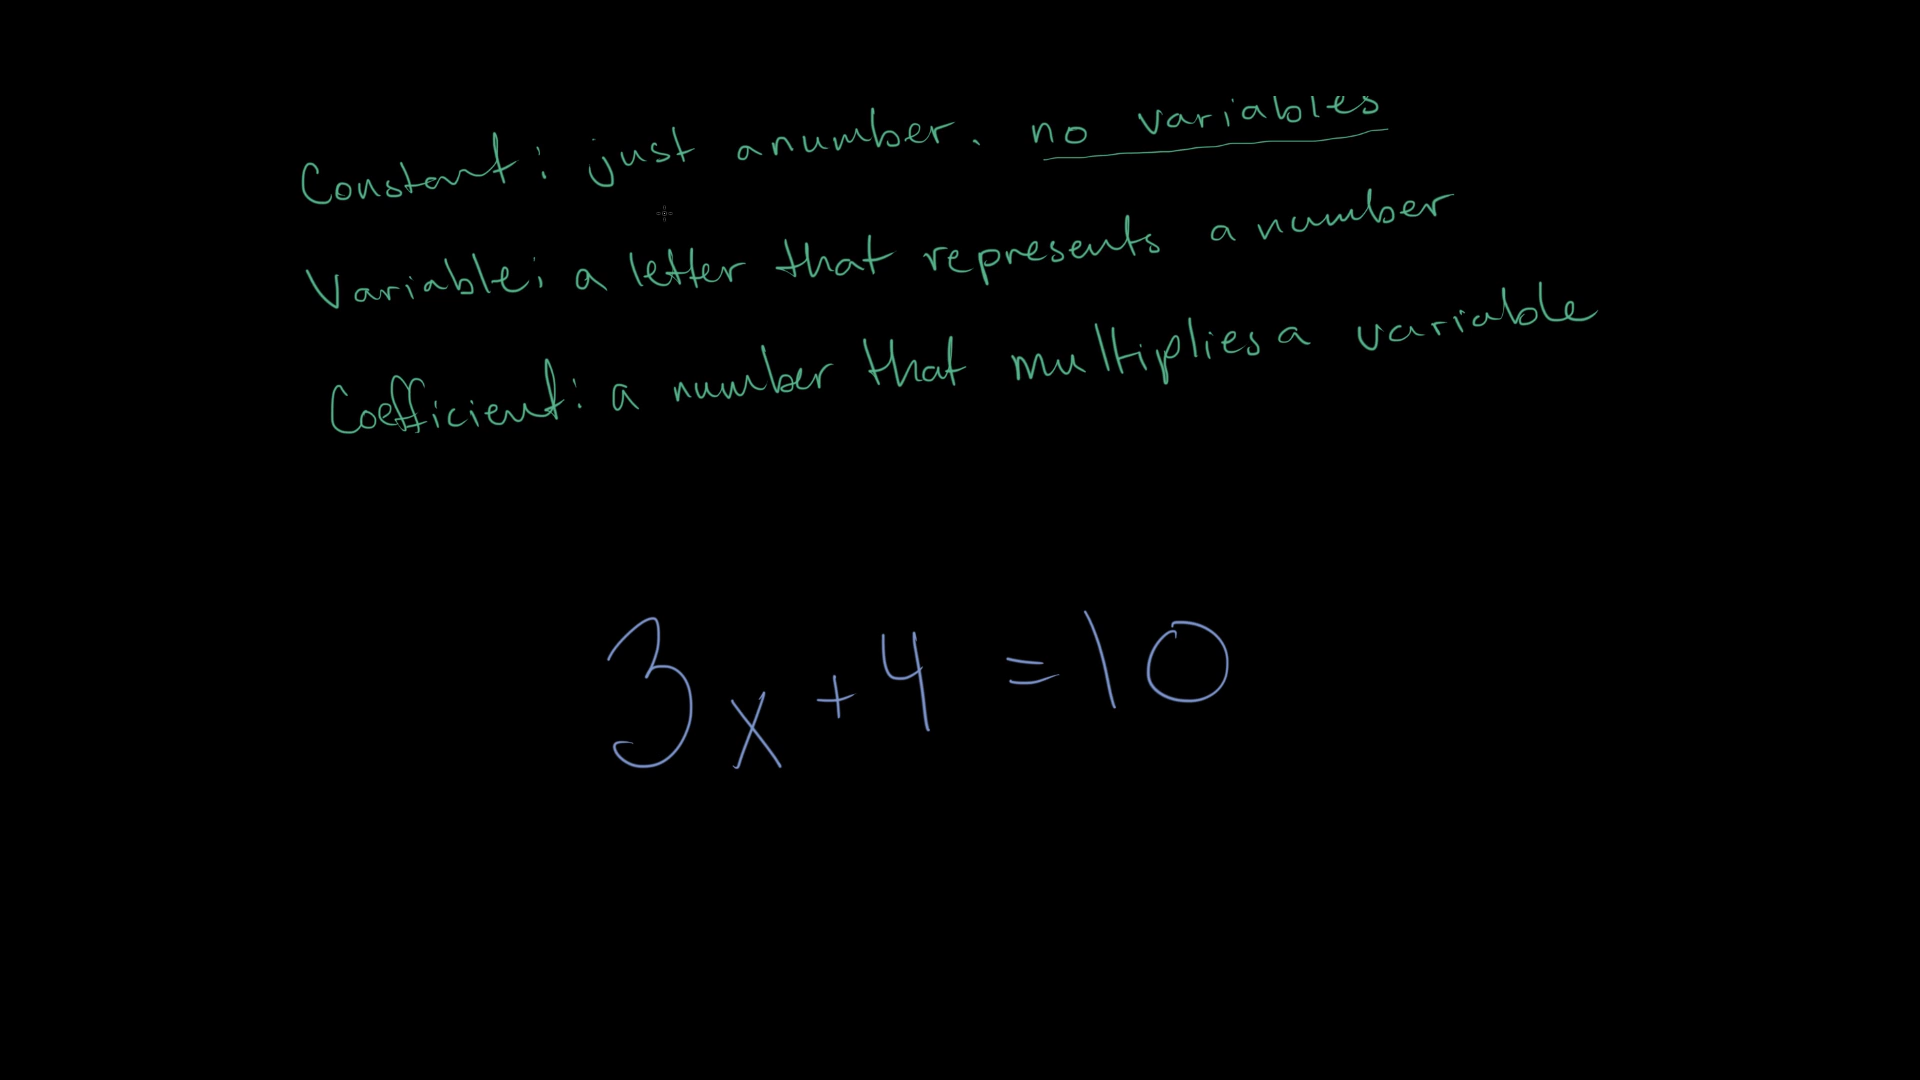 Constant: just a number. no variables
Variable: a letter that represents a number
Coefficient: a number that multiplies a variable
3x + 4 = 10